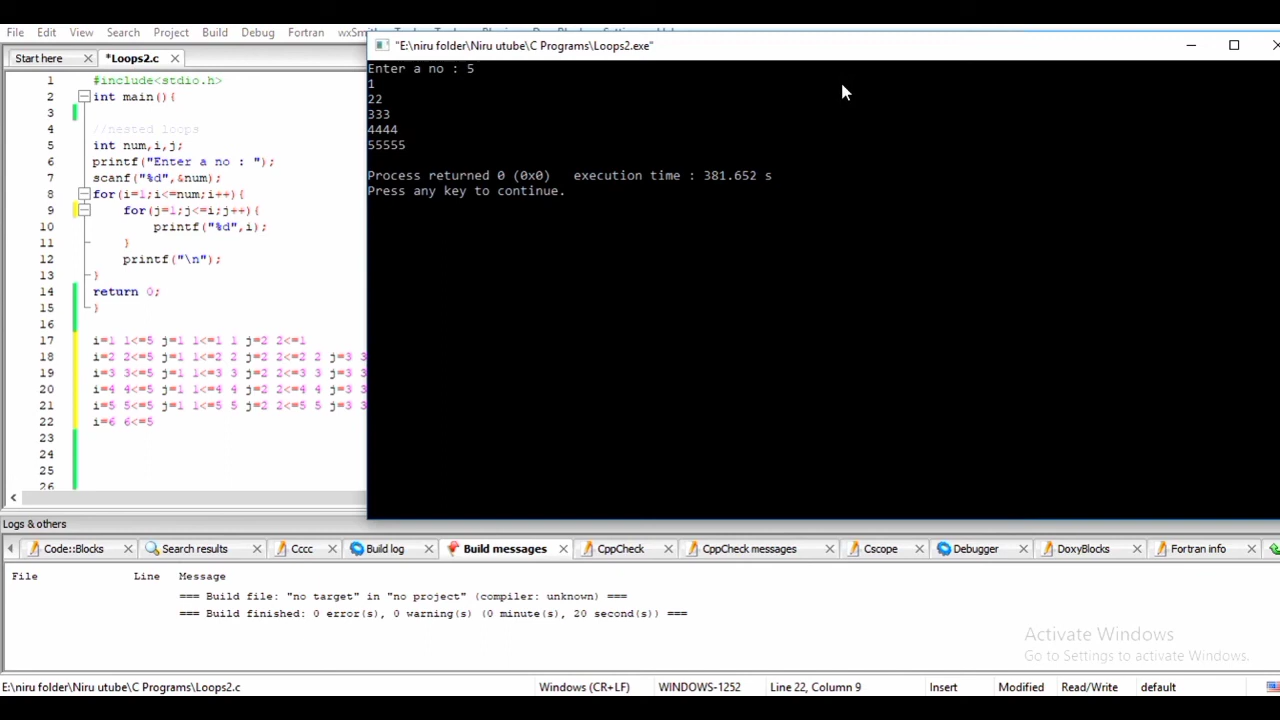 File Edit View Search Project Build Debug Fortran
"E:\niru folder\Niru utube\C Programs\Loops2.exe"
Start here *Loops2.c
Enter a no : 5
1
22
333
4444
55555
Process returned 0 (0x0) execution time : 381.652 s
Press any key to continue.
1 #include<stdio.h>
2 int main(){
3
4 //nested loops
5 int num,i,j;
6 printf("Enter a no : ");
7 scanf("%d",&num);
8 for(i=1;i<=num;i++){
9 for(j=1;j<=i;j++){
10 printf("%d",i);
11 }
12 printf("\n");
13 }
14 return 0;
15 }
16
17 i=1 1<=5 j=1 1<=1 1 j=2 2<=1
18 i=2 2<=5 j=1 1<=2 2 j=2 2<=2 2 j=3 3
19 i=3 3<=5 j=1 1<=3 3 j=2 2<=3 3 j=3 3
20 i=4 4<=5 j=1 1<=4 4 j=2 2<=4 4 j=3 3
21 i=5 5<=5 j=1 1<=5 5 j=2 2<=5 5 j=3 3
22 i=6 6<=5
23
24
25
26
Logs & others
Code::Blocks Search results Cccc Build log Build messages CppCheck CppCheck messages Cscope Debugger DoxyBlocks Fortran info
File Line Message
=== Build file: "no target" in "no project" (compiler: unknown) ===
=== Build finished: 0 error(s), 0 warning(s) (0 minute(s), 20 second(s)) ===
Activate Windows
Go to Settings to activate Windows.
E:\niru folder\Niru utube\C Programs\Loops2.c Windows (CR+LF) WINDOWS-1252 Line 22, Column 9 Insert Modified Read/Write default